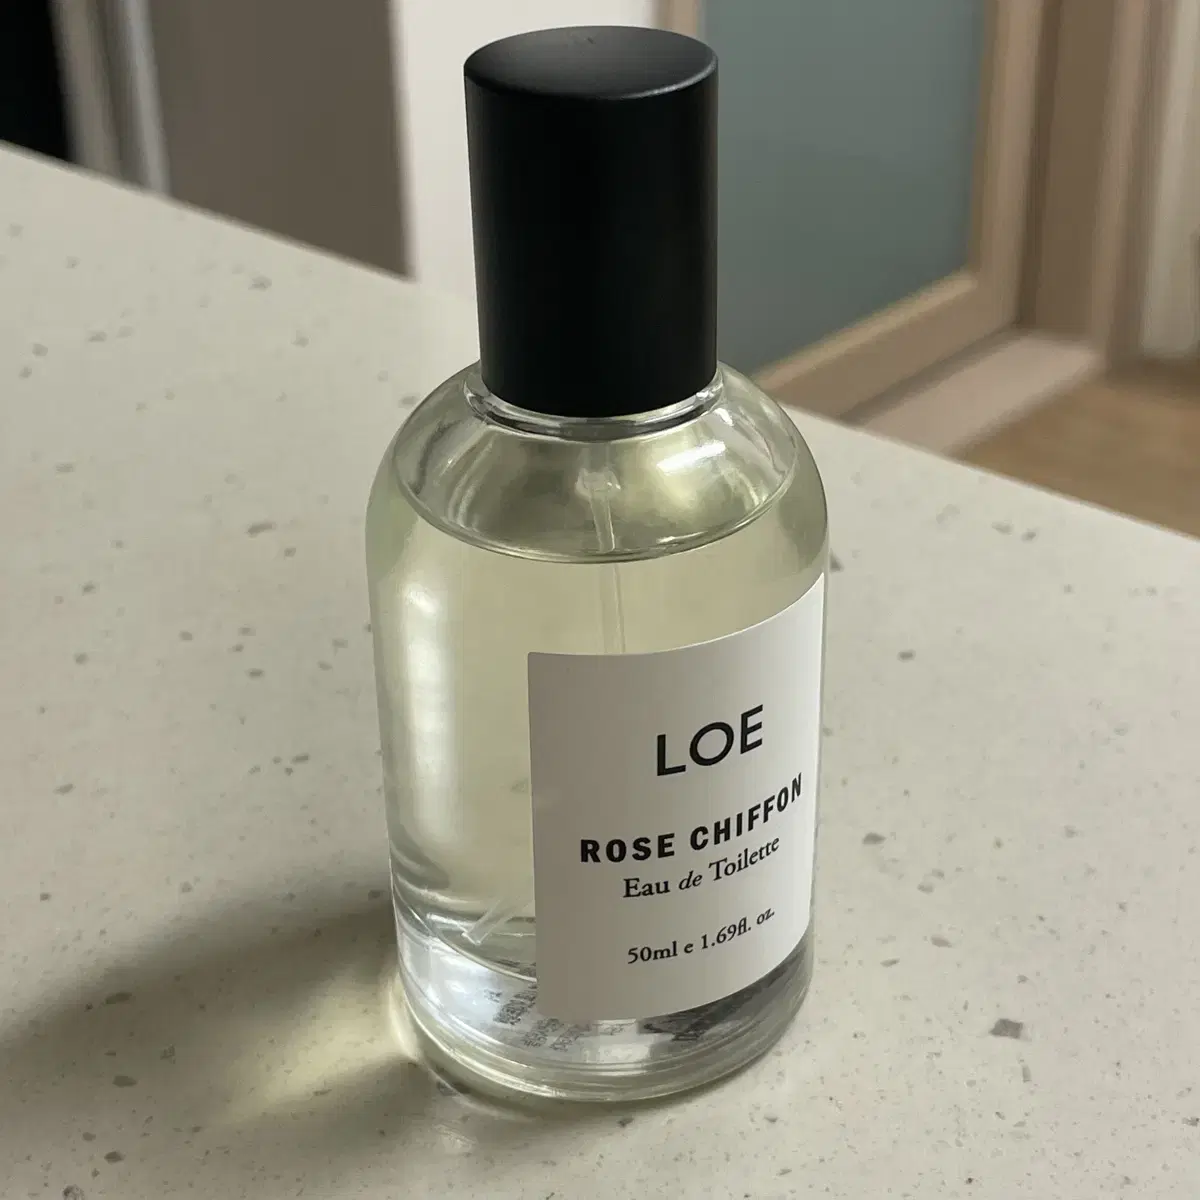 LOE
ROSE CHIFFON
Eau de Toilette
50ml e 1.69fl. oz.